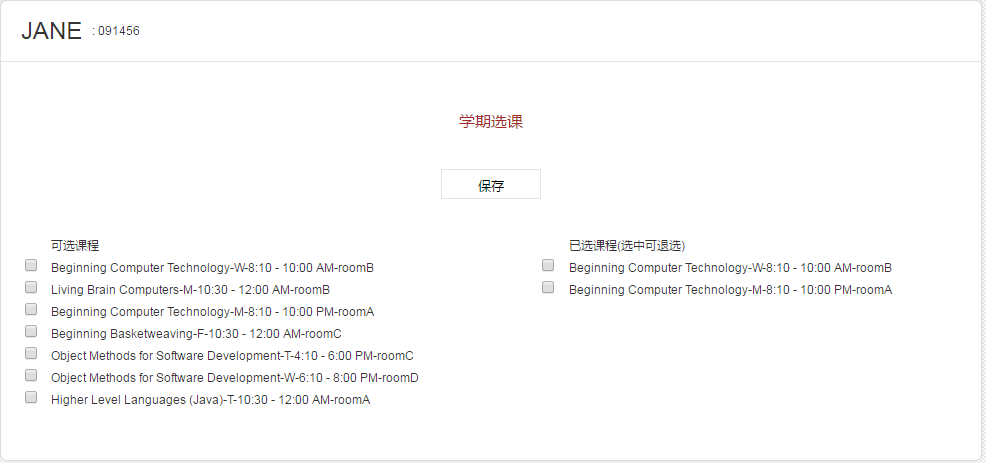 JANE : 091456
学期选课
保存
可选课程
Beginning Computer Technology-W-8:10 - 10:00 AM-roomB
Living Brain Computers-M-10:30 - 12:00 AM-roomB
Beginning Computer Technology-M-8:10 - 10:00 PM-roomA
Beginning Basketweaving-F-10:30 - 12:00 AM-roomC
Object Methods for Software Development-T-4:10 - 6:00 PM-roomC
Object Methods for Software Development-W-6:10 - 8:00 PM-roomD
Higher Level Languages (Java)-T-10:30 - 12:00 AM-roomA
已选课程(选中可退选)
Beginning Computer Technology-W-8:10 - 10:00 AM-roomB
Beginning Computer Technology-M-8:10 - 10:00 PM-roomA